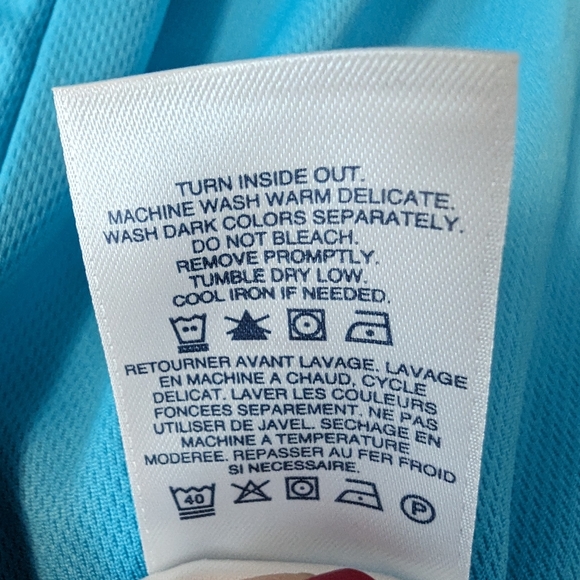 TURN INSIDE OUT.
MACHINE WASH WARM DELICATE.
WASH DARK COLORS SEPARATELY.
DO NOT BLEACH.
REMOVE PROMPTLY.
TUMBLE DRY LOW.
COOL IRON IF NEEDED.
RETOURNER AVANT LAVAGE. LAVAGE
EN MACHINE A CHAUD, CYCLE
DELICAT. LAVER LES COULEURS
FONCEES SEPAREMENT. NE PAS
UTILISER DE JAVEL. SECHAGE EN
MACHINE A TEMPERATURE
MODEREE. REPASSER AU FER FROID
SI NECESSAIRE.
40 P